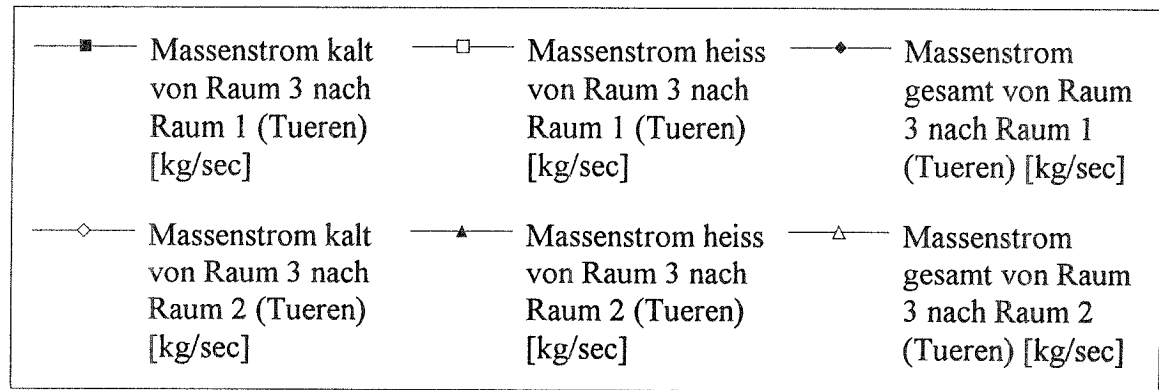 Massenstrom kalt
von Raum 3 nach
Raum 1 (Tueren)
[kg/sec]
Massenstrom heiss
von Raum 3 nach
Raum 1 (Tueren)
[kg/sec]
Massenstrom
gesamt von Raum
3 nach Raum 1
(Tueren) [kg/sec]
Massenstrom kalt
von Raum 3 nach
Raum 2 (Tueren)
[kg/sec]
Massenstrom heiss
von Raum 3 nach
Raum 2 (Tueren)
[kg/sec]
Massenstrom
gesamt von Raum
3 nach Raum 2
(Tueren) [kg/sec]